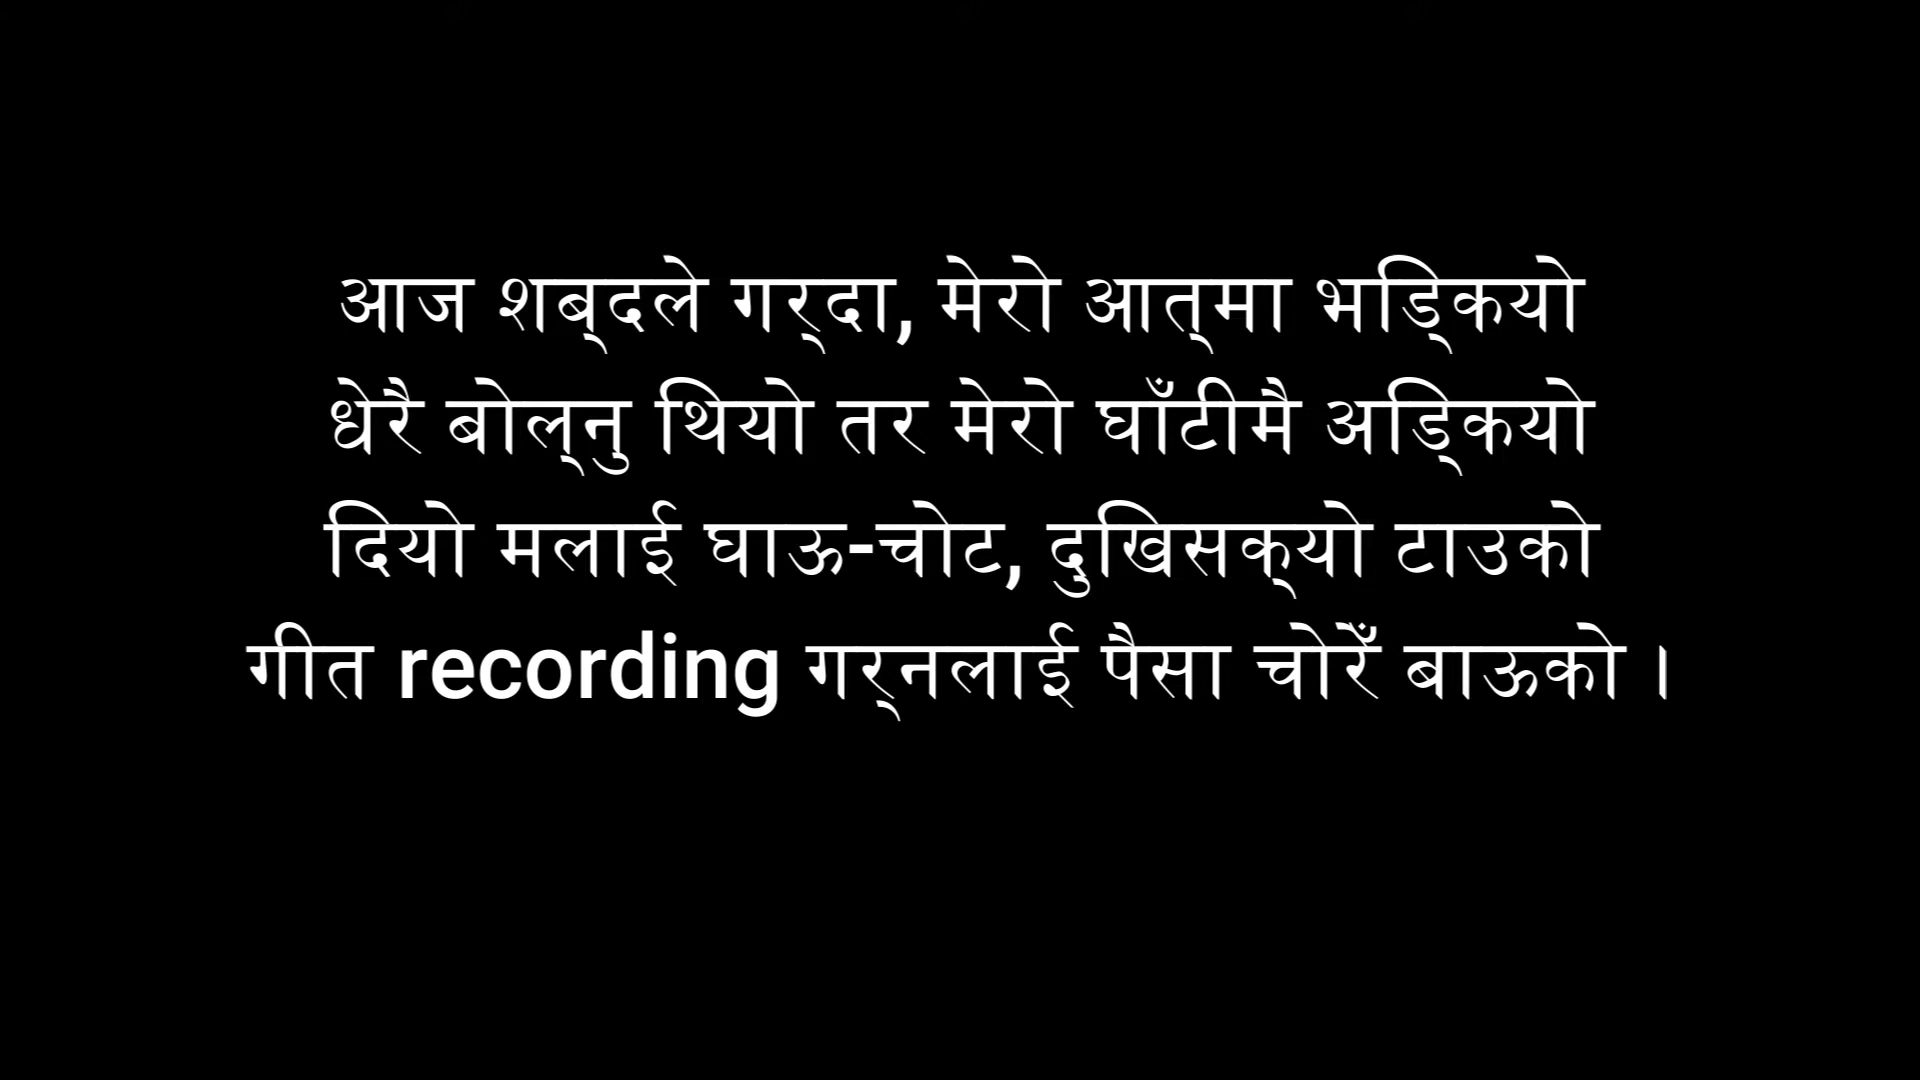 आज शब्दले गर्दा, मेरो आत्मा भड्कियो
धेरै बोल्नु थियो तर मेरो घाँटीमै अड्कियो
दियो मलाई घाऊ-चोट, दुखिसक्यो टाउको
गीत recording गर्नलाई पैसा चोरेँ बाऊको ।